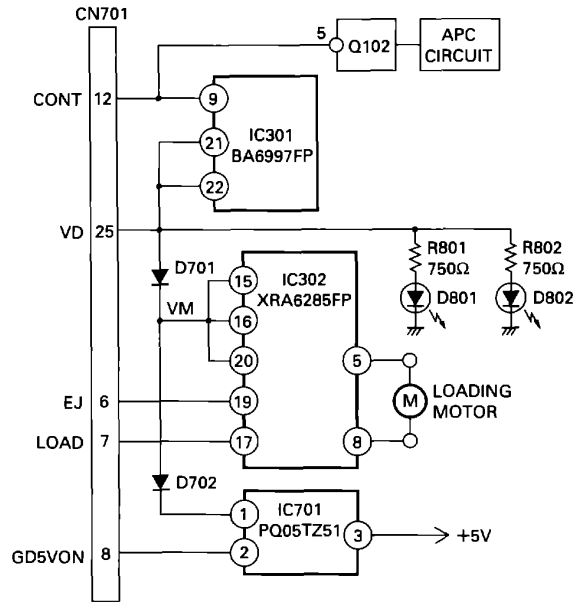 CN701
5
Q102
APC
CIRCUIT
CONT 12
9
IC301
BA6997FP
21
22
VD 25
R801
750Ω
R802
750Ω
D701
D801
D802
VM
15
IC302
XRA6285FP
16
20
5
EJ 6
19
M
LOADING
MOTOR
LOAD 7
17
8
D702
1
IC701
PQ05TZ51
3
+5V
GD5VON 8
2